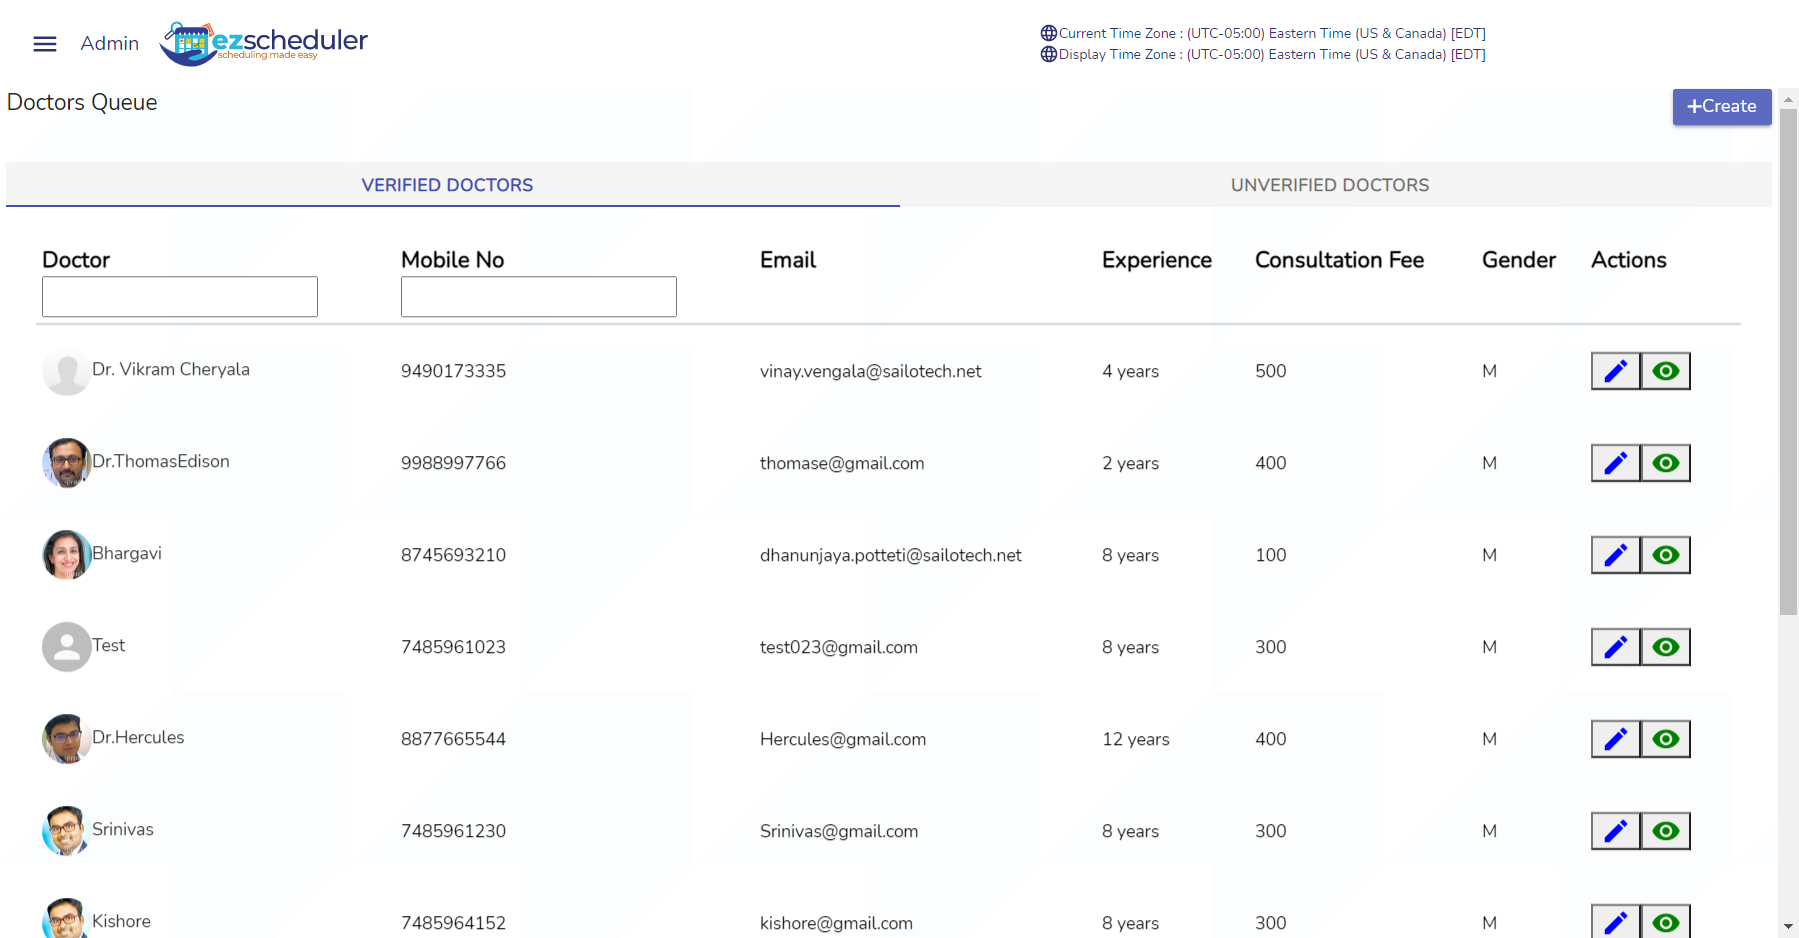 Admin
ezscheduler
scheduling made easy
Current Time Zone : (UTC-05:00) Eastern Time (US & Canada) [EDT]
Display Time Zone : (UTC-05:00) Eastern Time (US & Canada) [EDT]
Doctors Queue
+Create
VERIFIED DOCTORS UNVERIFIED DOCTORS
Doctor Mobile No Email Experience Consultation Fee Gender Actions
Dr. Vikram Cheryala 9490173335 vinay.vengala@sailotech.net 4 years 500 M
Dr.ThomasEdison 9988997766 thomase@gmail.com 2 years 400 M
Bhargavi 8745693210 dhanunjaya.potteti@sailotech.net 8 years 100 M
Test 7485961023 test023@gmail.com 8 years 300 M
Dr.Hercules 8877665544 Hercules@gmail.com 12 years 400 M
Srinivas 7485961230 Srinivas@gmail.com 8 years 300 M
Kishore 7485964152 kishore@gmail.com 8 years 300 M